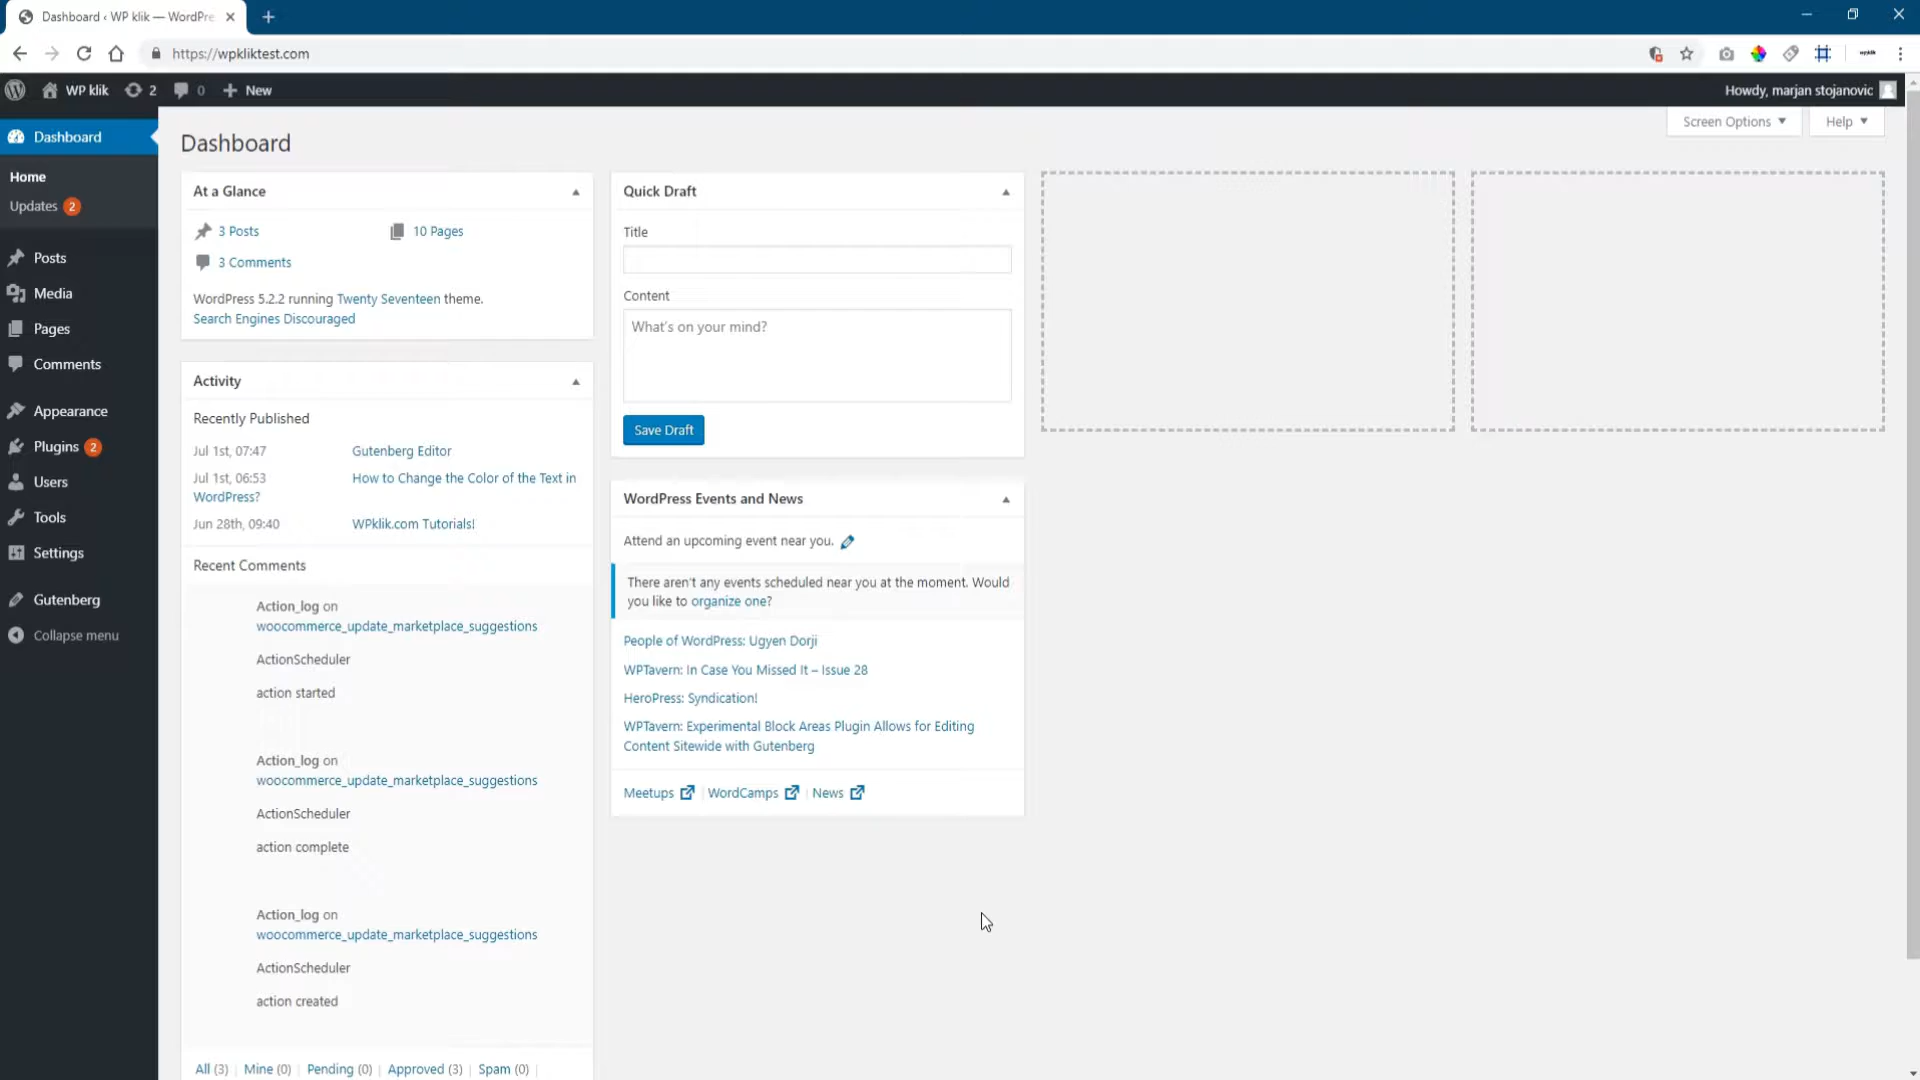 Dashboard ‹ WP klik — WordPre
https://wpkliktest.com
WP klik 2 0 New
Howdy, marjan stojanovic
Dashboard
Home
Updates 2
Posts
Media
Pages
Comments
Appearance
Plugins 2
Users
Tools
Settings
Gutenberg
Collapse menu
Dashboard
Screen Options
Help
At a Glance
3 Posts
10 Pages
3 Comments
WordPress 5.2.2 running Twenty Seventeen theme.
Search Engines Discouraged
Activity
Recently Published
Jul 1st, 07:47 Gutenberg Editor
Jul 1st, 06:53 How to Change the Color of the Text in
WordPress?
Jun 28th, 09:40 WPklik.com Tutorials!
Recent Comments
Action_log on
woocommerce_update_marketplace_suggestions
ActionScheduler
action started
Action_log on
woocommerce_update_marketplace_suggestions
ActionScheduler
action complete
Action_log on
woocommerce_update_marketplace_suggestions
ActionScheduler
action created
All (3) | Mine (0) | Pending (0) | Approved (3) | Spam (0) |
Quick Draft
Title
Content
What's on your mind?
Save Draft
WordPress Events and News
Attend an upcoming event near you.
There aren't any events scheduled near you at the moment. Would
you like to organize one?
People of WordPress: Ugyen Dorji
WPTavern: In Case You Missed It – Issue 28
HeroPress: Syndication!
WPTavern: Experimental Block Areas Plugin Allows for Editing
Content Sitewide with Gutenberg
Meetups | WordCamps | News